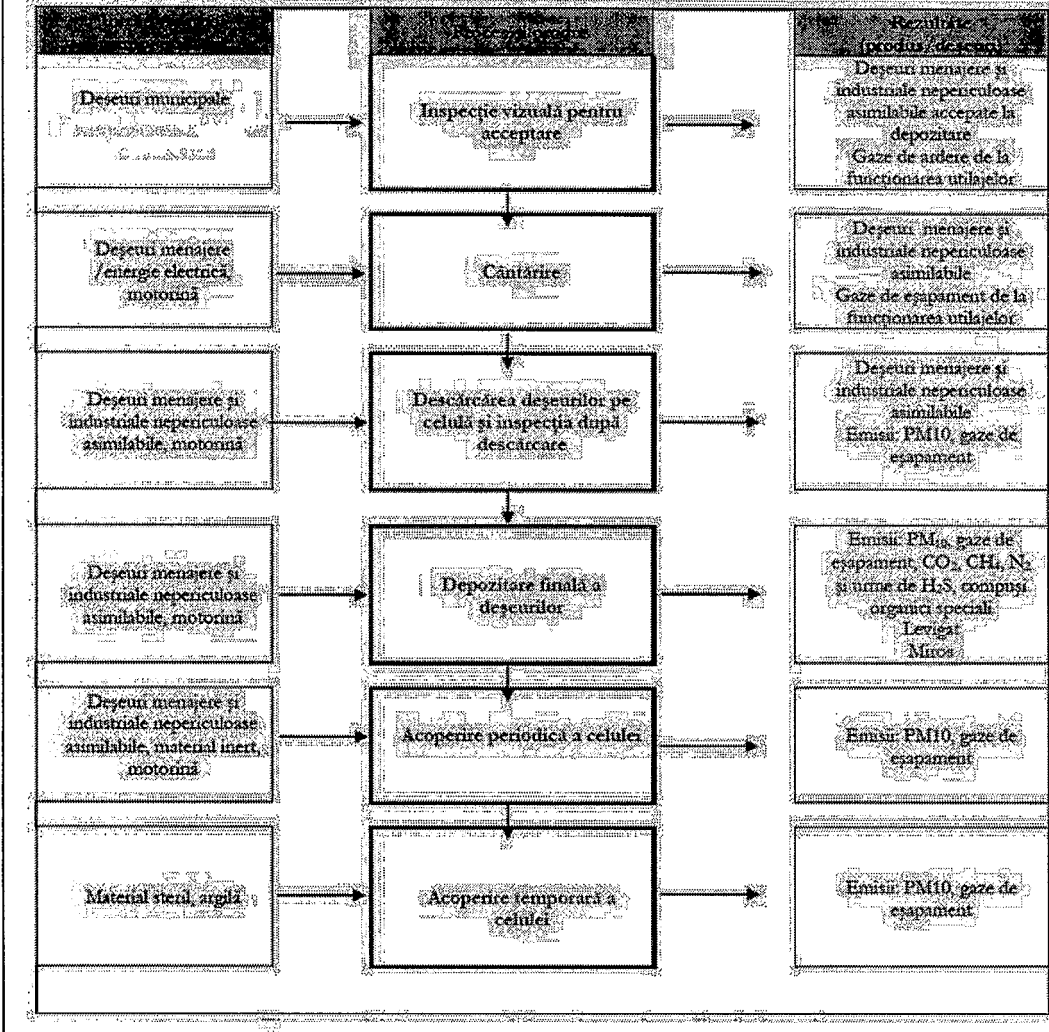 Rezultate
(produs/deșeuri)
Deșeuri municipale
Inspecție vizuală pentru
acceptare
Deșeuri menajere și
industriale nepericuloase
asimilabile accepate la
depozitare
Gaze de ardere de la
funcționarea utilajelor
Deșeuri menajere
/energie electrică,
motorină
Cântărire
Deșeuri menajere și
industriale nepericuloase
asimilabile
Gaze de eșapament de la
funcționarea utilajelor
Deșeuri menajere și
industriale nepericuloase
asimilabile, motorină
Descărcarea deșeurilor pe
celulă și inspecția după
descărcare
Deșeuri menajere și
industriale nepericuloase
asimilabile
Emisii: PM10, gaze de
eșapament
Deșeuri menajere și
industriale nepericuloase
asimilabile, motorină
Depozitare finală a
deșeurilor
Emisii: PM₁₀, gaze de
eșapament, CO₂, CH₄, N₂
și urme de H₂S, compuși
organici speciali
Levigat
Miros
Deșeuri menajere și
industriale nepericuloase
asimilabile, material inert,
motorină
Acoperire periodică a celulei
Emisii: PM10, gaze de
eșapament
Material steril, argilă
Acoperire temporară a
celulei
Emisii: PM10, gaze de
eșapament